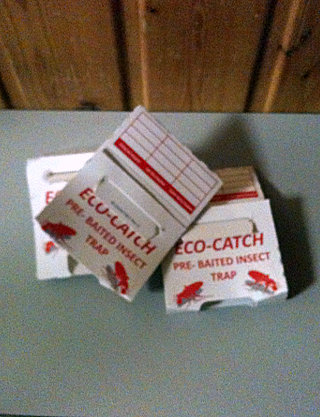 ECO-CATCH
PRE- BAITED INSECT
TRAP
ECO-CATCH
PRE- BAITED INSECT
TRAP
E